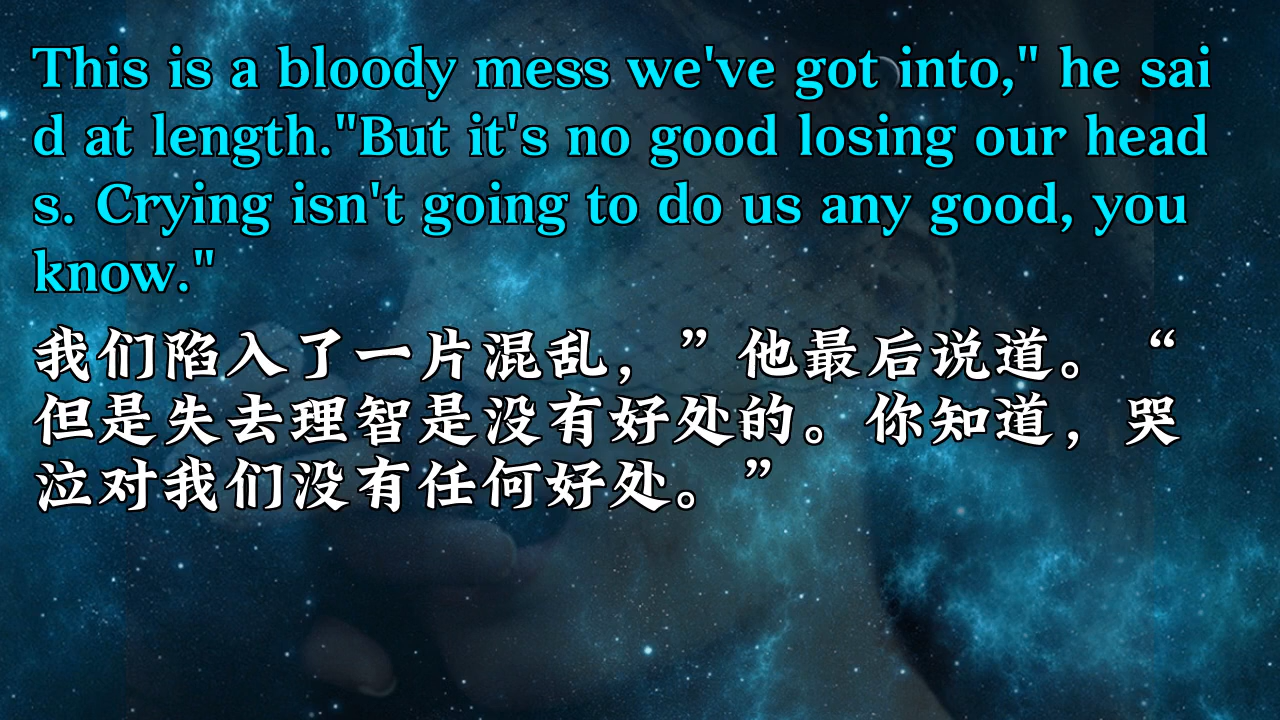 This is a bloody mess we've got into," he sai
d at length."But it's no good losing our head
s. Crying isn't going to do us any good, you
know."
我们陷入了一片混乱，”他最后说道。“
但是失去理智是没有好处的。你知道，哭
泣对我们没有任何好处。”